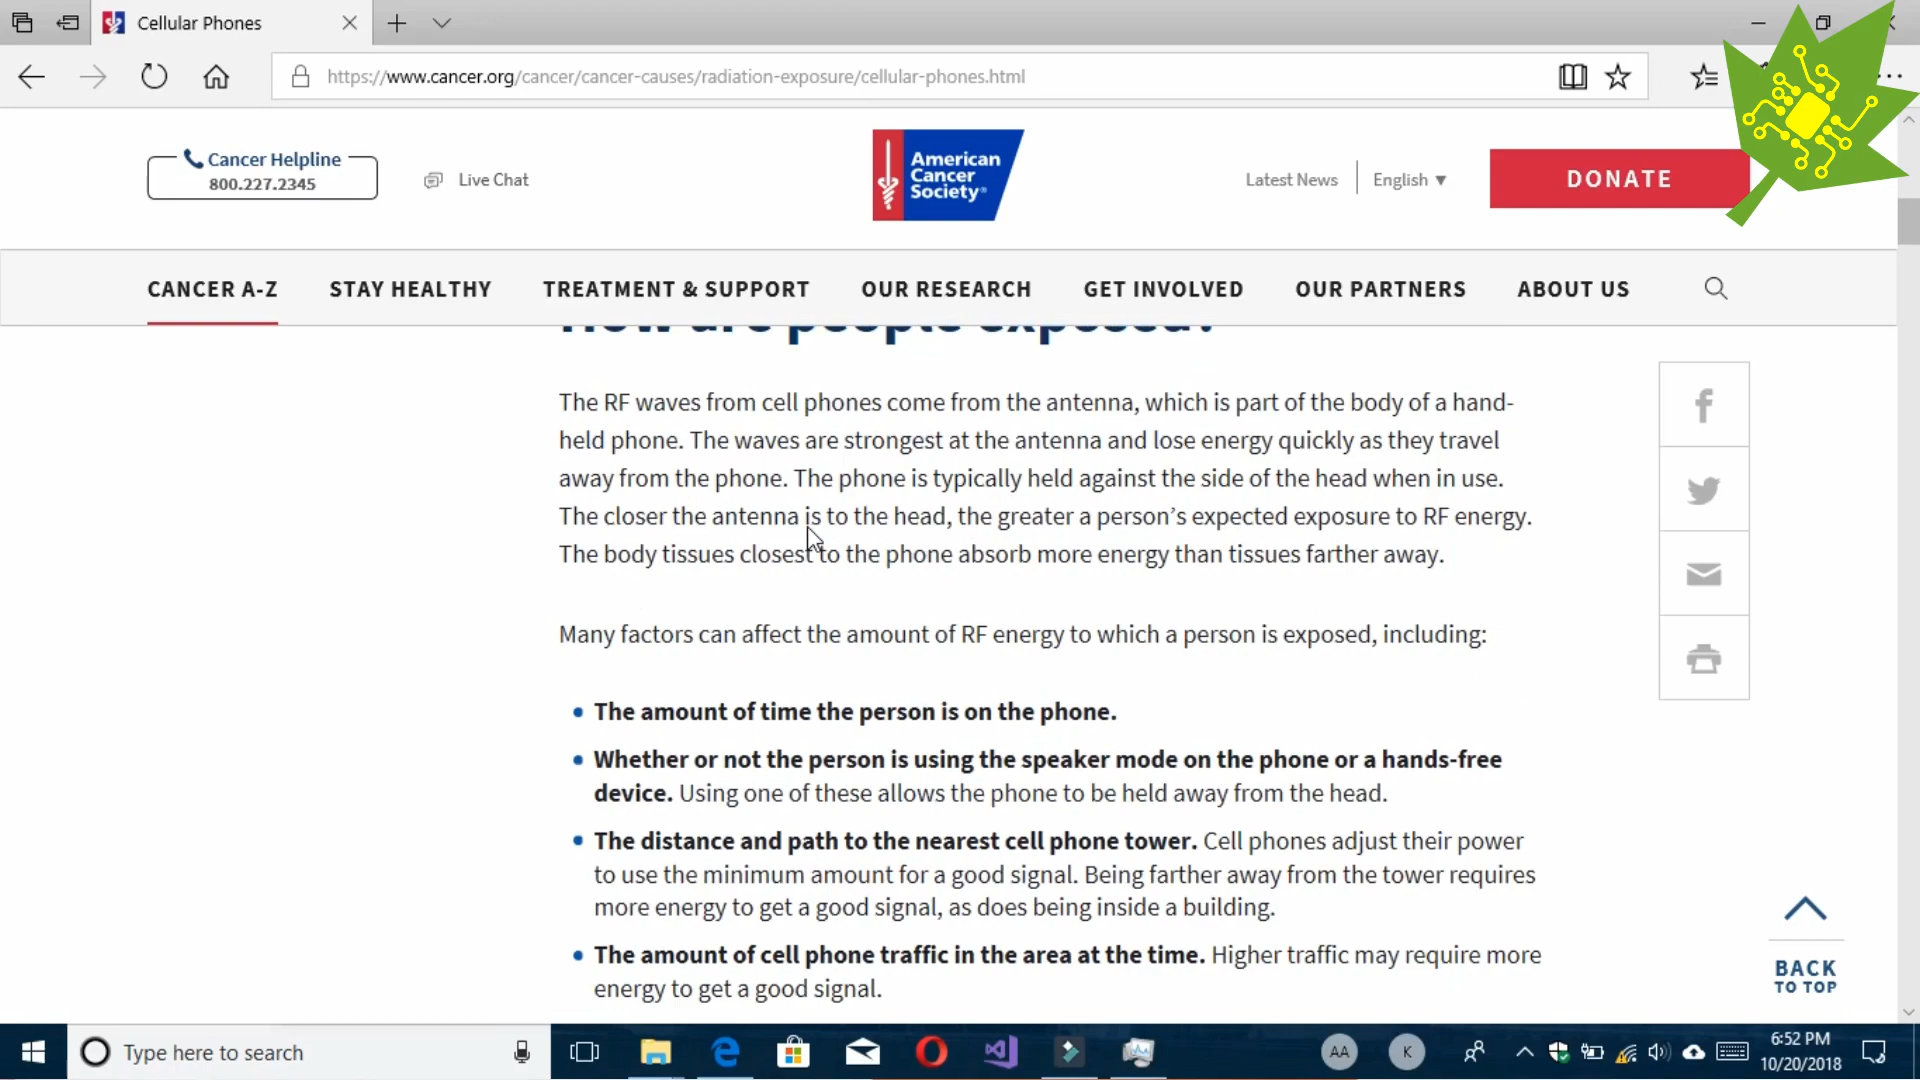 Cellular Phones
https://www.cancer.org/cancer/cancer-causes/radiation-exposure/cellular-phones.html
Cancer Helpline
800.227.2345
Live Chat
American
Cancer
Society®
Latest News
English ▼
DONATE
CANCER A-Z
STAY HEALTHY
TREATMENT & SUPPORT
OUR RESEARCH
GET INVOLVED
OUR PARTNERS
ABOUT US
How are people exposed?
The RF waves from cell phones come from the antenna, which is part of the body of a hand-
held phone. The waves are strongest at the antenna and lose energy quickly as they travel
away from the phone. The phone is typically held against the side of the head when in use.
The closer the antenna is to the head, the greater a person’s expected exposure to RF energy.
The body tissues closest to the phone absorb more energy than tissues farther away.
Many factors can affect the amount of RF energy to which a person is exposed, including:
• The amount of time the person is on the phone.
• Whether or not the person is using the speaker mode on the phone or a hands-free
device. Using one of these allows the phone to be held away from the head.
• The distance and path to the nearest cell phone tower. Cell phones adjust their power
to use the minimum amount for a good signal. Being farther away from the tower requires
more energy to get a good signal, as does being inside a building.
• The amount of cell phone traffic in the area at the time. Higher traffic may require more
energy to get a good signal.
BACK
TO TOP
Type here to search
AA
K
6:52 PM
10/20/2018